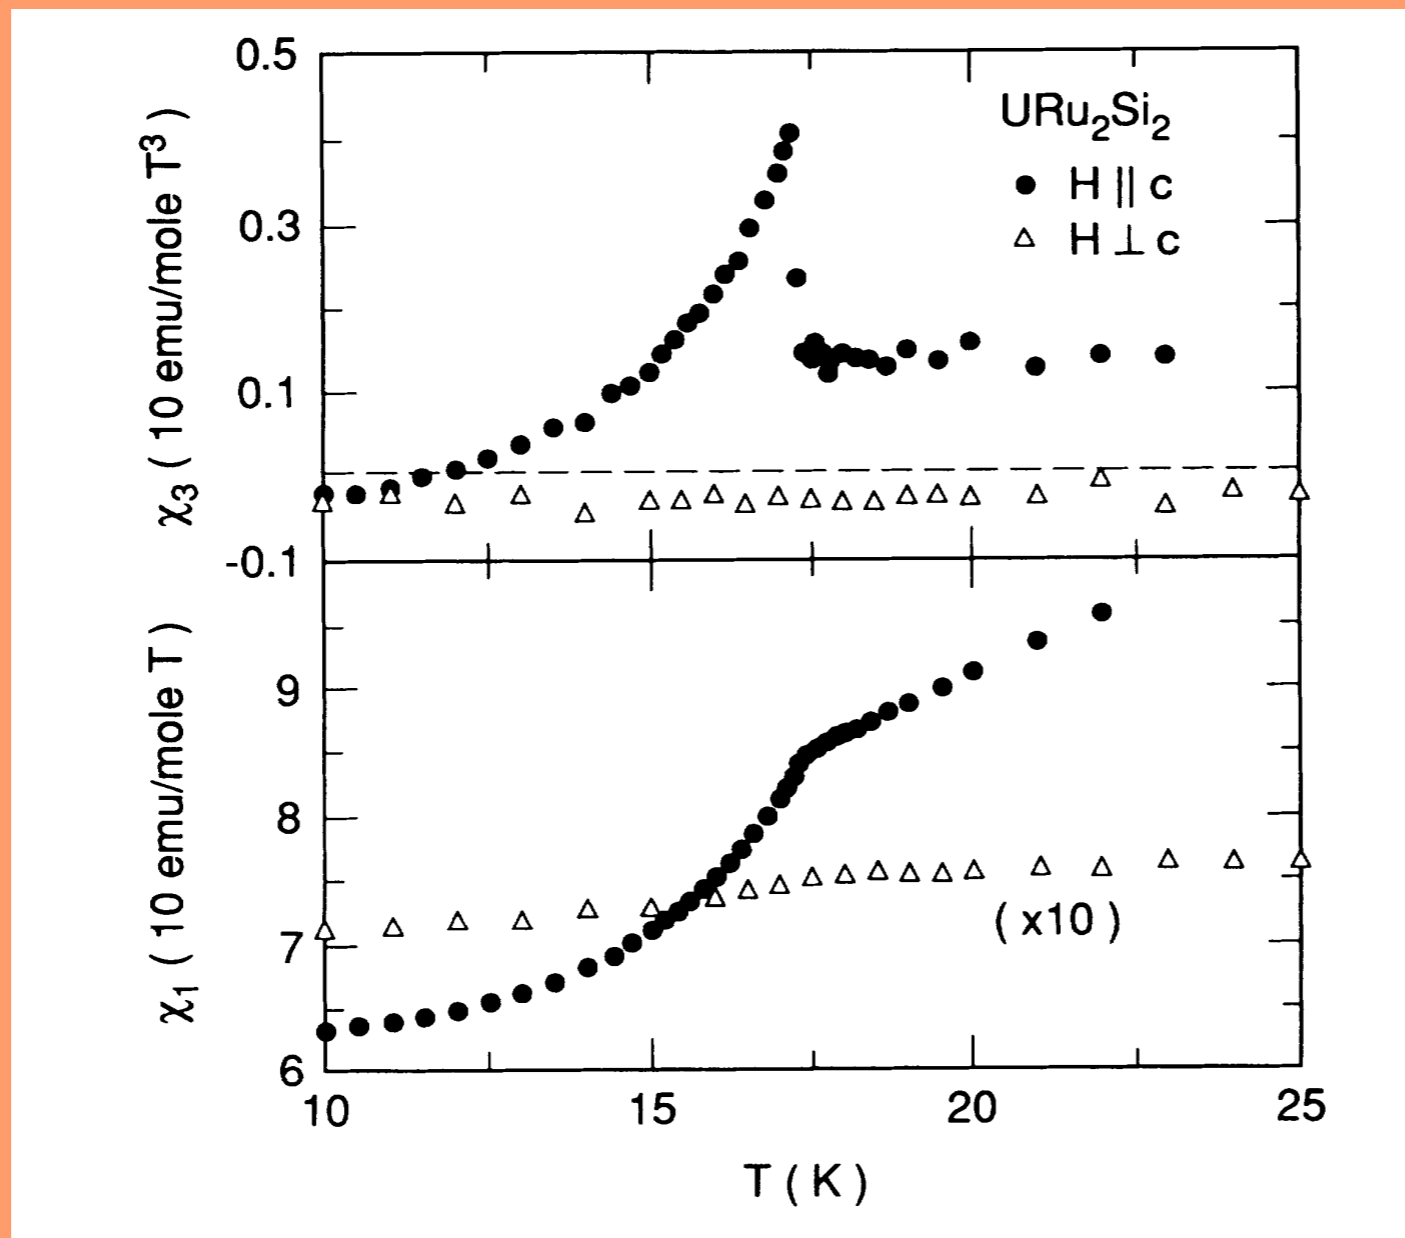 0.5
0.3
0.1
-0.1
χ₃ ( 10 emu/mole T³ )
URu₂Si₂
● H || c
△ H ⊥ c
9
8
7
6
χ₁ ( 10 emu/mole T )
( x10 )
10 15 20 25
T ( K )